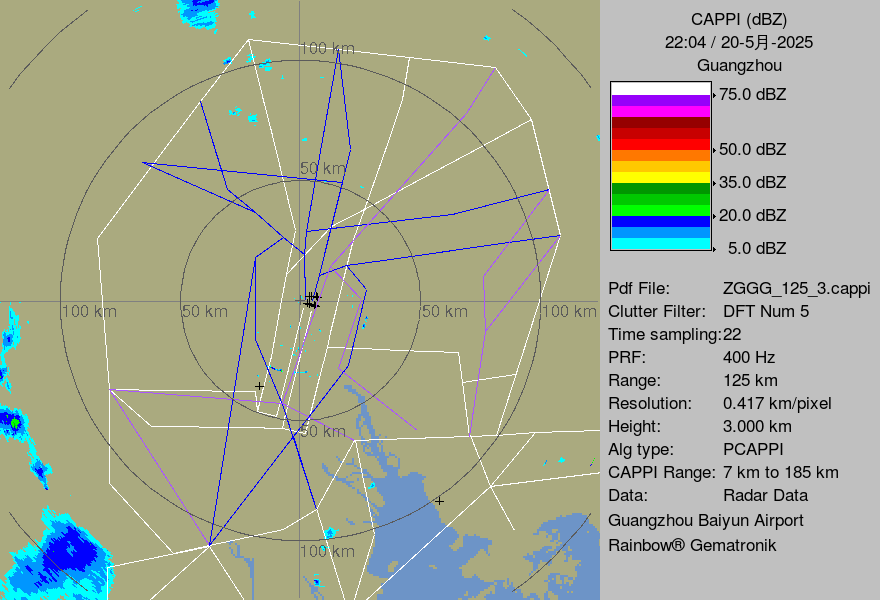 CAPPI (dBZ)
22:04 / 20-5月-2025
Guangzhou
75.0 dBZ
50.0 dBZ
35.0 dBZ
20.0 dBZ
5.0 dBZ
Pdf File: ZGGG_125_3.cappi
Clutter Filter: DFT Num 5
Time sampling:22
PRF: 400 Hz
Range: 125 km
Resolution: 0.417 km/pixel
Height: 3.000 km
Alg type: PCAPPI
CAPPI Range: 7 km to 185 km
Data: Radar Data
Guangzhou Baiyun Airport
Rainbow® Gematronik
100 km
50 km
100 km 50 km 50 km 100 km
50 km
100 km